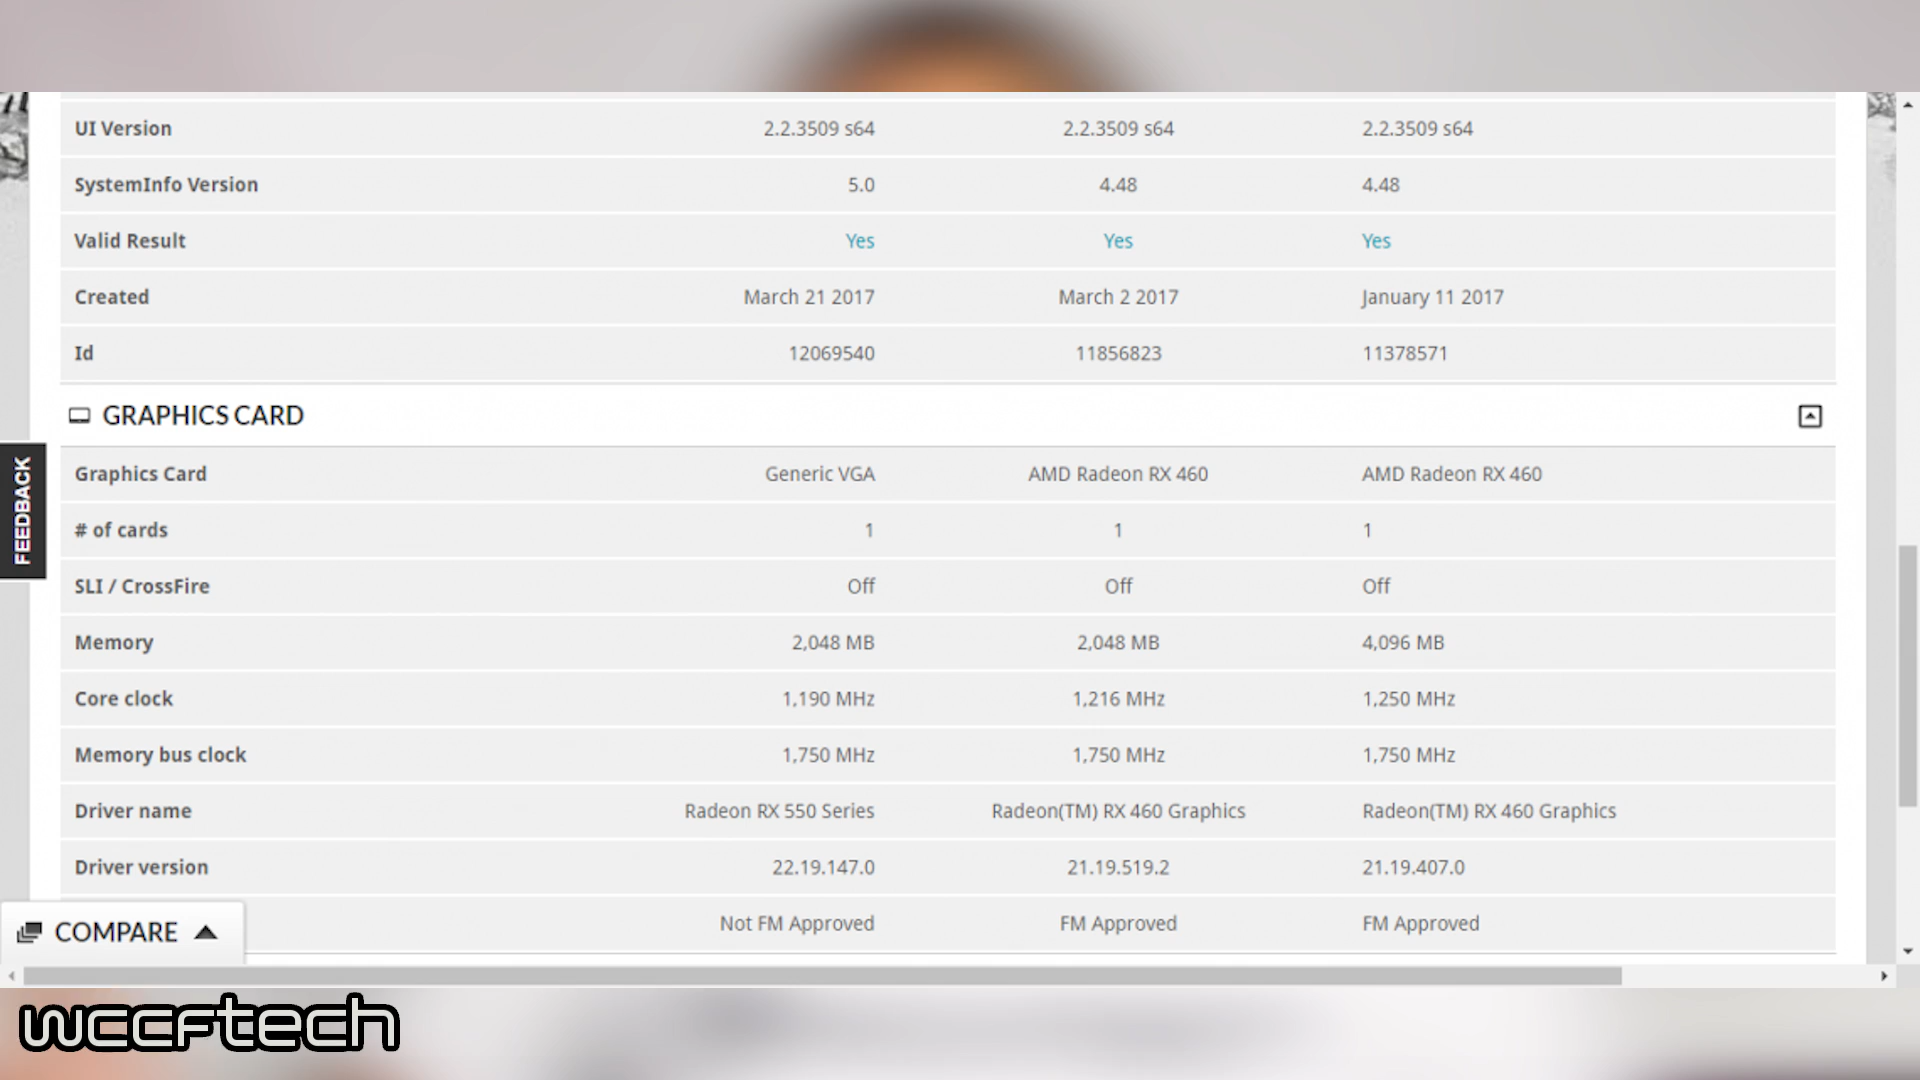 UI Version 2.2.3509 s64 2.2.3509 s64 2.2.3509 s64
SystemInfo Version 5.0 4.48 4.48
Valid Result Yes Yes Yes
Created March 21 2017 March 2 2017 January 11 2017
Id 12069540 11856823 11378571
GRAPHICS CARD
FEEDBACK
Graphics Card Generic VGA AMD Radeon RX 460 AMD Radeon RX 460
# of cards 1 1 1
SLI / CrossFire Off Off Off
Memory 2,048 MB 2,048 MB 4,096 MB
Core clock 1,190 MHz 1,216 MHz 1,250 MHz
Memory bus clock 1,750 MHz 1,750 MHz 1,750 MHz
Driver name Radeon RX 550 Series Radeon(TM) RX 460 Graphics Radeon(TM) RX 460 Graphics
Driver version 22.19.147.0 21.19.519.2 21.19.407.0
Not FM Approved FM Approved FM Approved
COMPARE
wccftech